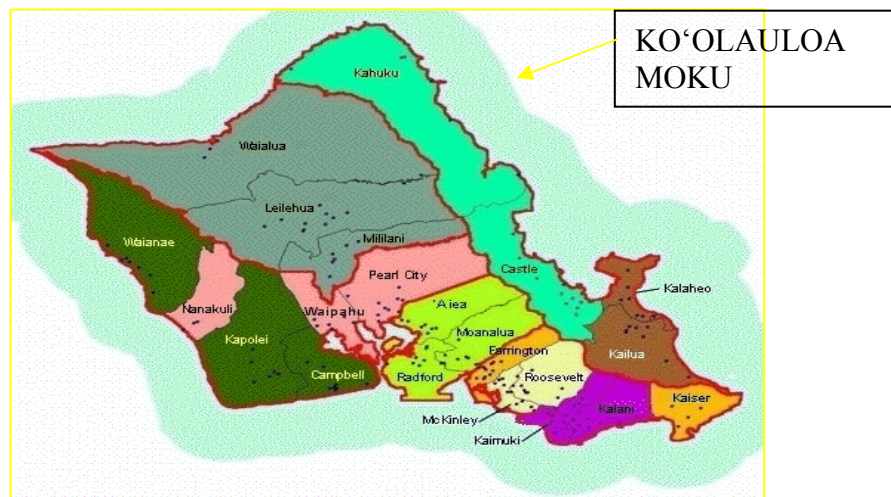 KO‘OLAULOA
MOKU
Kahuku
Waialua
Leilehua
Mililani
Waianae
Castle
Pearl City
Kalaheo
Nanakuli
Waipahu
Aiea
Moanalua
Kapolei
Farrington
Kailua
Campbell
Radford
Roosevelt
Kalani
Kaiser
McKinley
Kaimuki